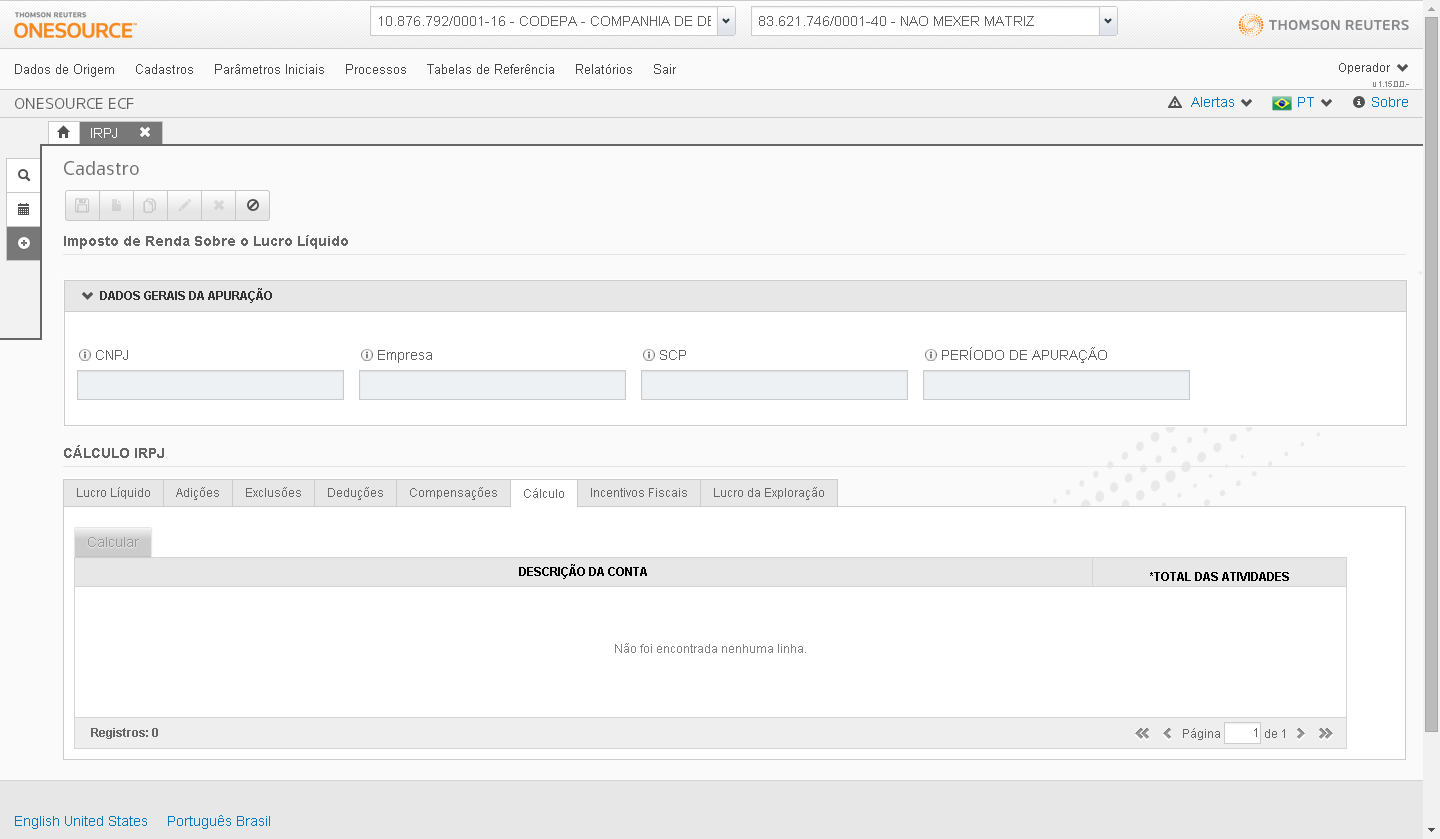 THOMSON REUTERS
ONESOURCE
10.876.792/0001-16 - CODEPA - COMPANHIA DE DE
83.621.746/0001-40 - NAO MEXER MATRIZ
THOMSON REUTERS
Dados de Origem Cadastros Parâmetros Iniciais Processos Tabelas de Referência Relatórios Sair
Operador
ONESOURCE ECF
Alertas PT Sobre
IRPJ
Cadastro
Imposto de Renda Sobre o Lucro Líquido
DADOS GERAIS DA APURAÇÃO
CNPJ Empresa SCP PERÍODO DE APURAÇÃO
CÁLCULO IRPJ
Lucro Líquido Adições Exclusões Deduções Compensações Cálculo Incentivos Fiscais Lucro da Exploração
Calcular
DESCRIÇÃO DA CONTA *TOTAL DAS ATIVIDADES
Não foi encontrada nenhuma linha.
Registros: 0 Página 1 de 1
English United States Português Brasil